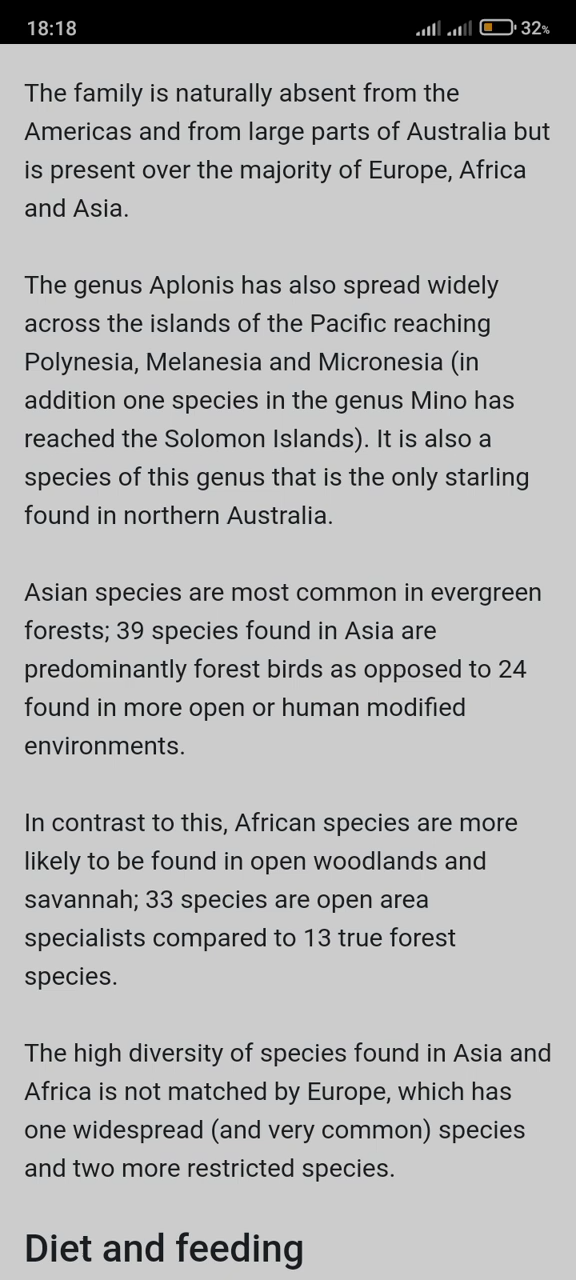 18:18
32%
The family is naturally absent from the
Americas and from large parts of Australia but
is present over the majority of Europe, Africa
and Asia.
The genus Aplonis has also spread widely
across the islands of the Pacific reaching
Polynesia, Melanesia and Micronesia (in
addition one species in the genus Mino has
reached the Solomon Islands). It is also a
species of this genus that is the only starling
found in northern Australia.
Asian species are most common in evergreen
forests; 39 species found in Asia are
predominantly forest birds as opposed to 24
found in more open or human modified
environments.
In contrast to this, African species are more
likely to be found in open woodlands and
savannah; 33 species are open area
specialists compared to 13 true forest
species.
The high diversity of species found in Asia and
Africa is not matched by Europe, which has
one widespread (and very common) species
and two more restricted species.
Diet and feeding